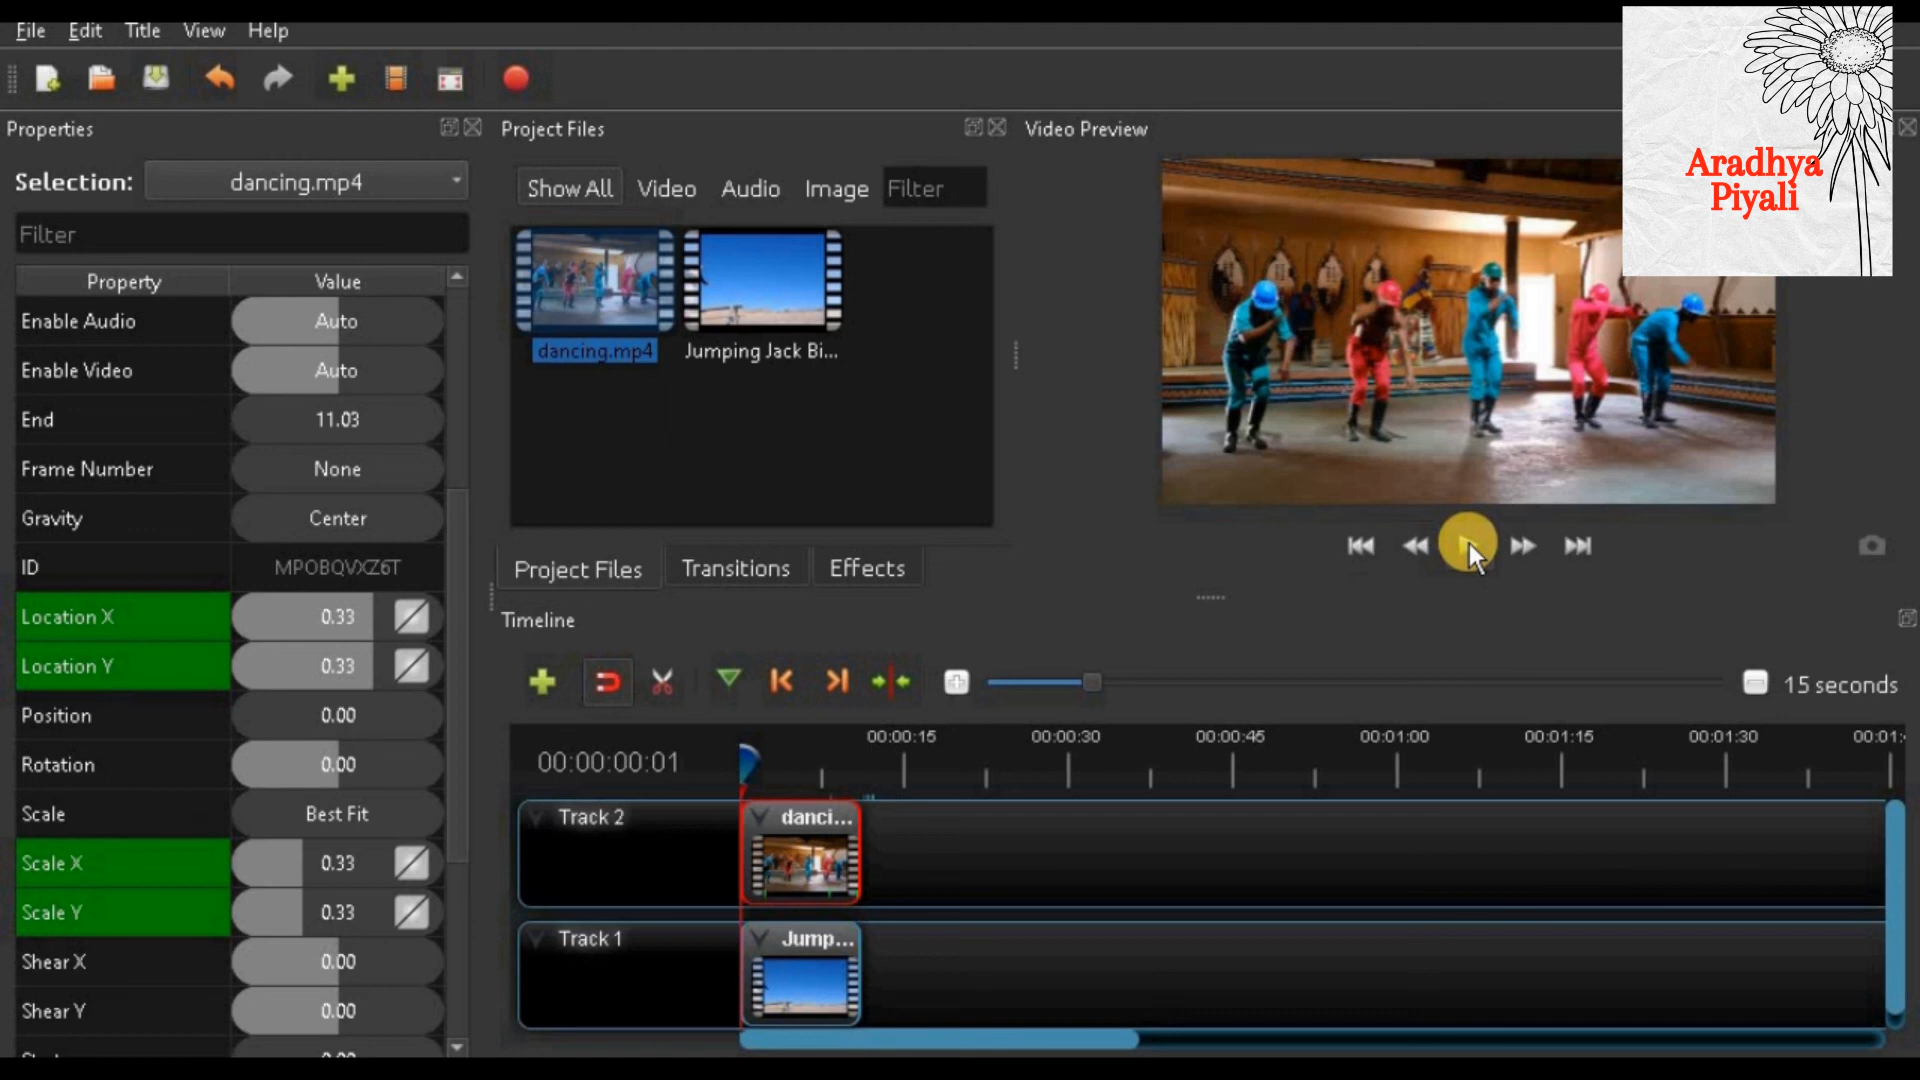 File Edit Title View Help
Aradhya
Piyali
Properties
Project Files
Video Preview
Selection: dancing.mp4
Filter
Property Value
Enable Audio Auto
Enable Video Auto
End 11.03
Frame Number None
Gravity Center
ID MPOBQVXZ6T
Location X 0.33
Location Y 0.33
Position 0.00
Rotation 0.00
Scale Best Fit
Scale X 0.33
Scale Y 0.33
Shear X 0.00
Shear Y 0.00
Show All Video Audio Image Filter
dancing.mp4 Jumping Jack Bi...
Project Files Transitions Effects
Timeline
15 seconds
00:00:00:01
00:00:15 00:00:30 00:00:45 00:01:00 00:01:15 00:01:30
Track 2 danci...
Track 1 Jump...